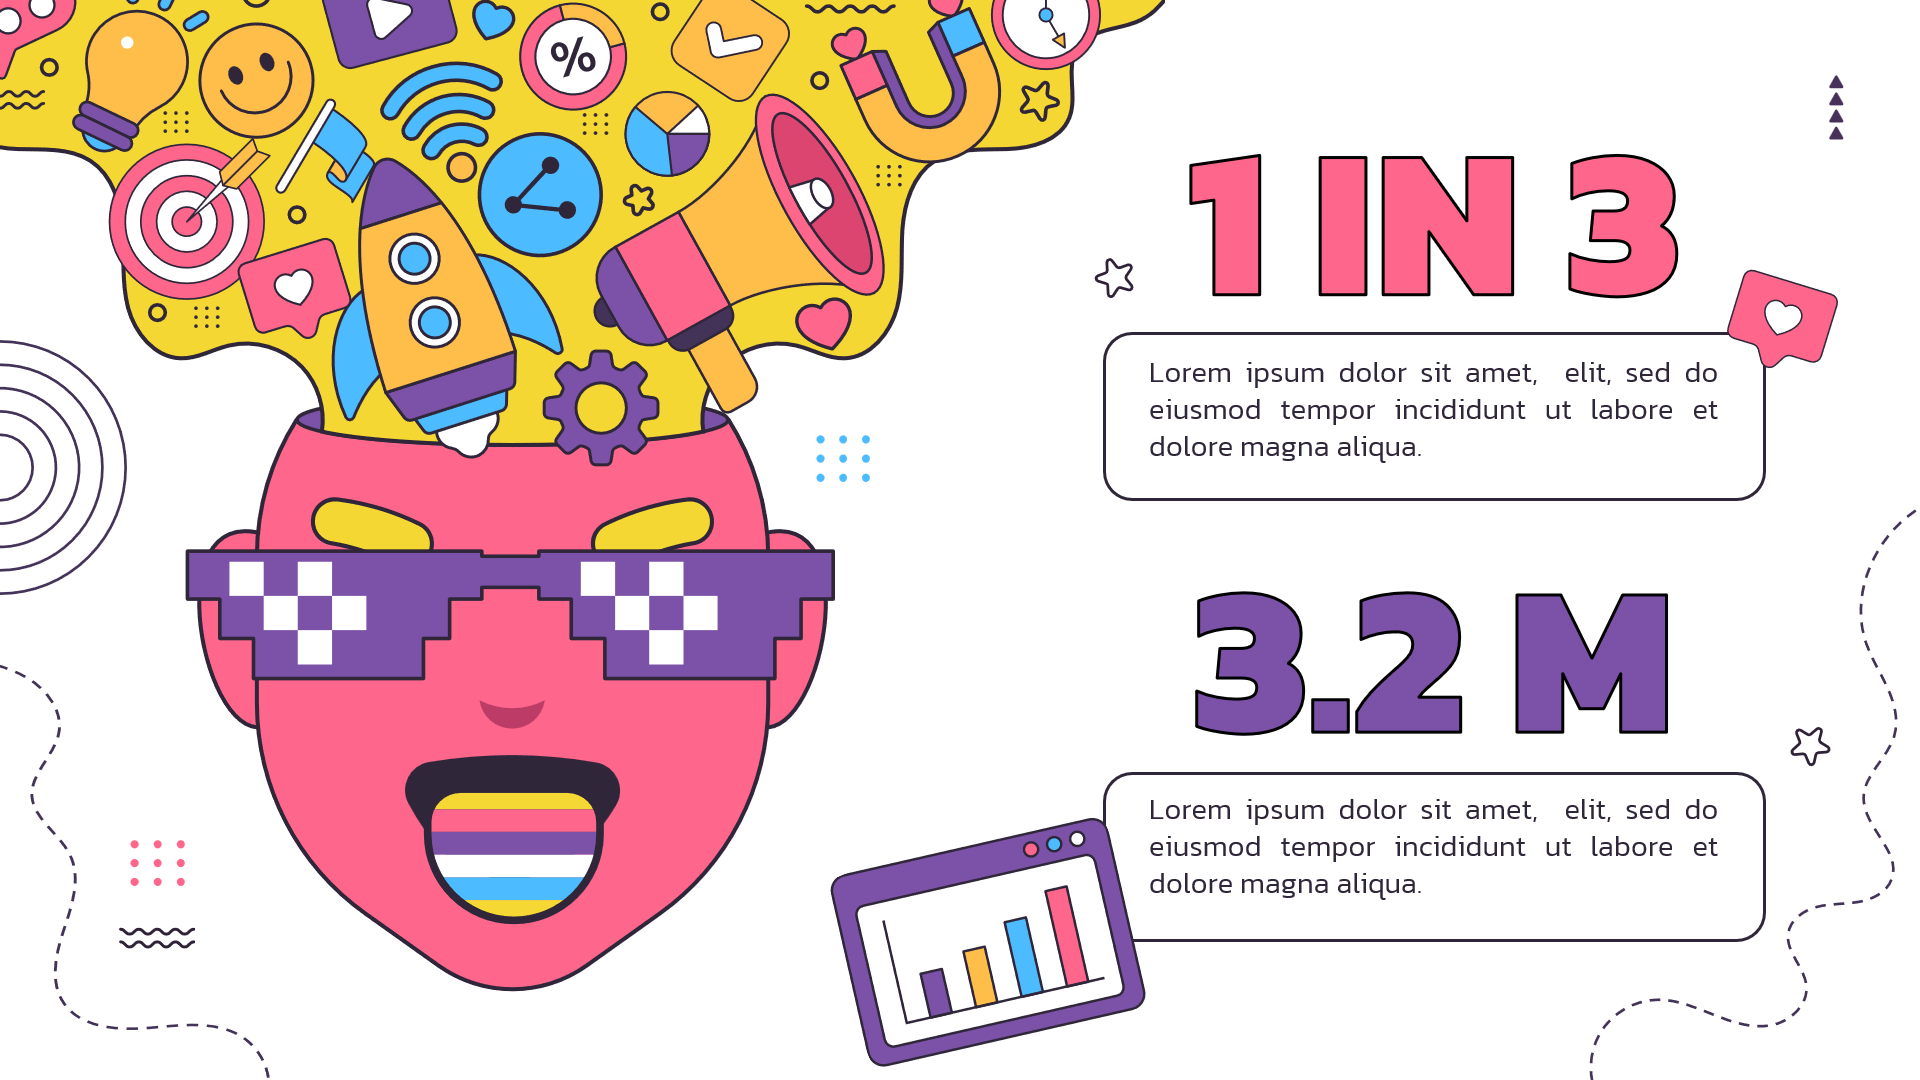 %
1 IN 3
Lorem ipsum dolor sit amet,  elit, sed do
eiusmod tempor incididunt ut labore et
dolore magna aliqua.
3.2 M
Lorem ipsum dolor sit amet,  elit, sed do
eiusmod tempor incididunt ut labore et
dolore magna aliqua.